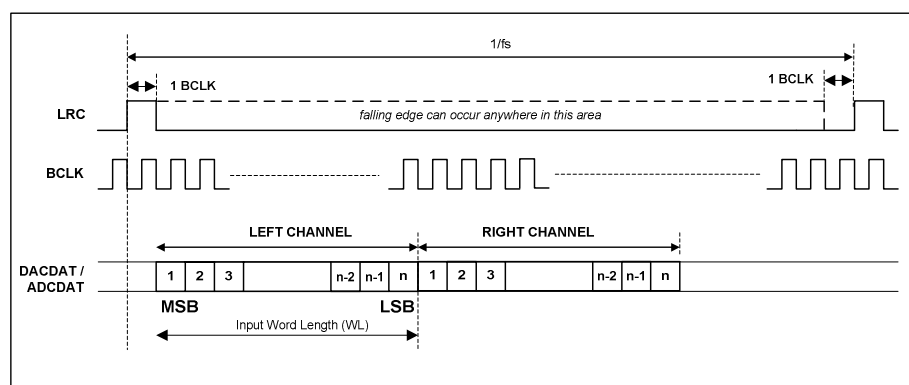 1/fs
1 BCLK
1 BCLK
LRC
falling edge can occur anywhere in this area
BCLK
LEFT CHANNEL
RIGHT CHANNEL
DACDAT /
ADCDAT
1 2 3 n-2 n-1 n 1 2 3 n-2 n-1 n
MSB
LSB
Input Word Length (WL)